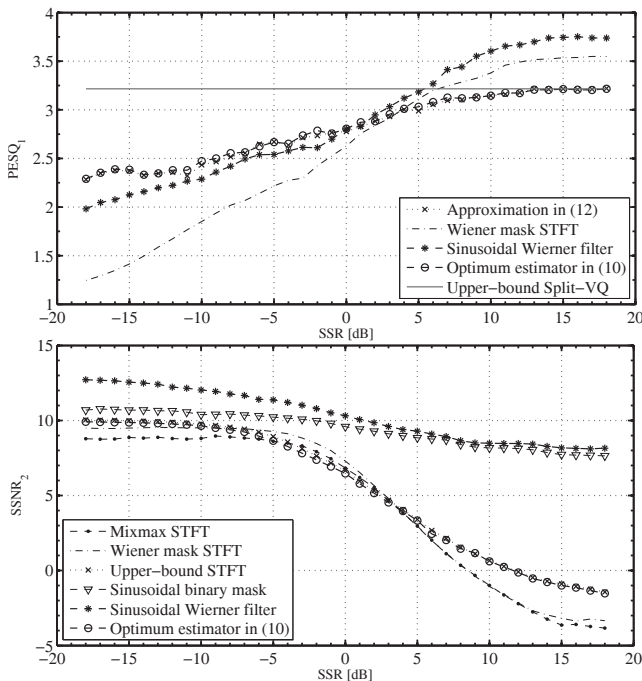 4
3.5
3
2.5
2
1.5
1
PESQ1
−20 −15 −10 −5 0 5 10 15 20
SSR [dB]
Approximation in (12)
Wiener mask STFT
Sinusoidal Wierner filter
Optimum estimator in (10)
Upper−bound Split−VQ
15
10
5
0
−5
SSNR2
Mixmax STFT
Wiener mask STFT
Upper−bound STFT
Sinusoidal binary mask
Sinusoidal Wierner filter
Optimum estimator in (10)
−20 −15 −10 −5 0 5 10 15 20
SSR [dB]